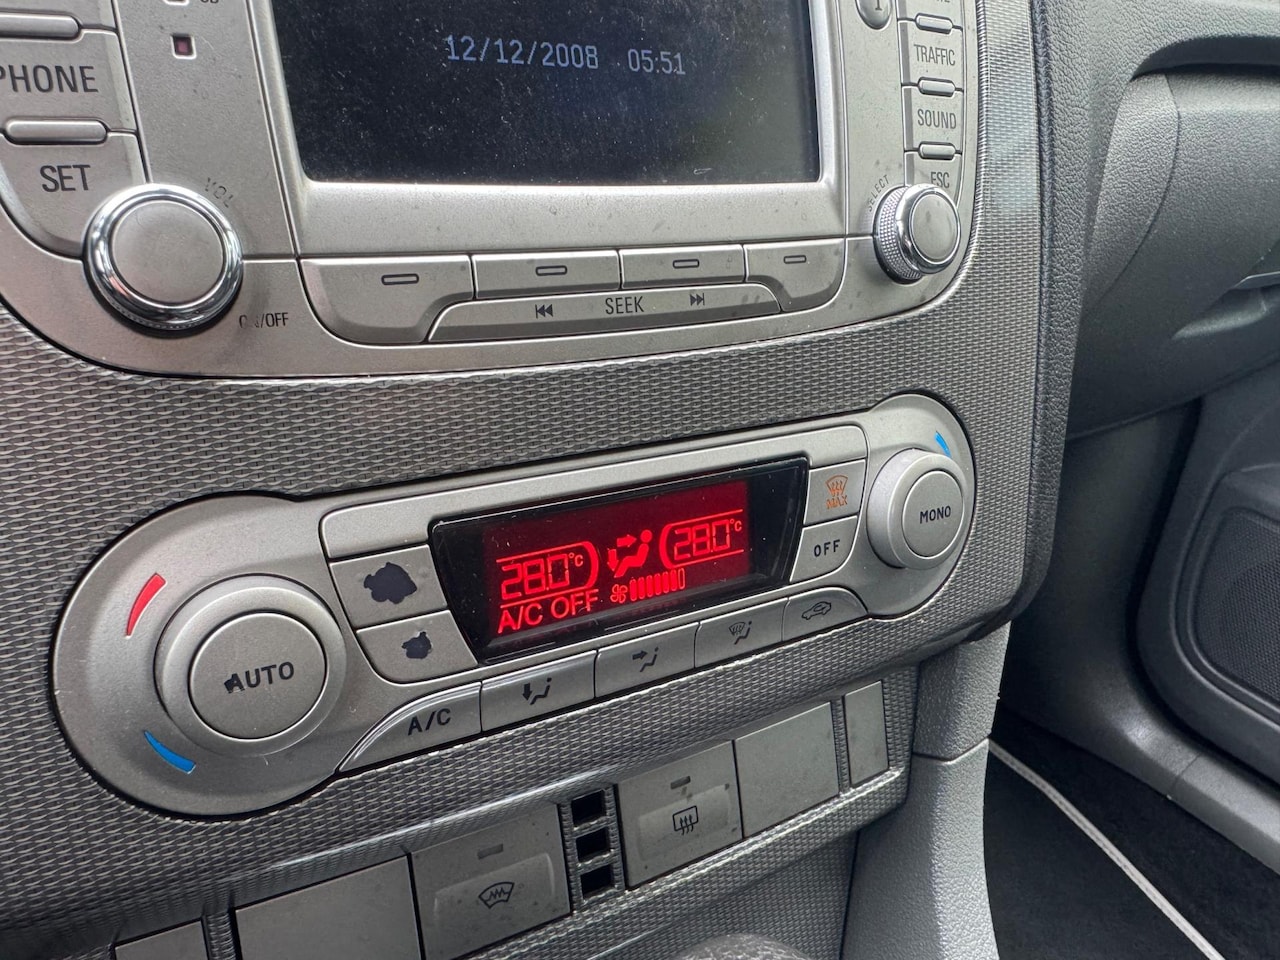 12/12/2008 05:51
PHONE
TRAFFIC
SET
SOUND
ESC
VOL
SELECT
ON/OFF
SEEK
MAX
MONO
OFF
28.0°C
28.0°C
A/C OFF
AUTO
A/C